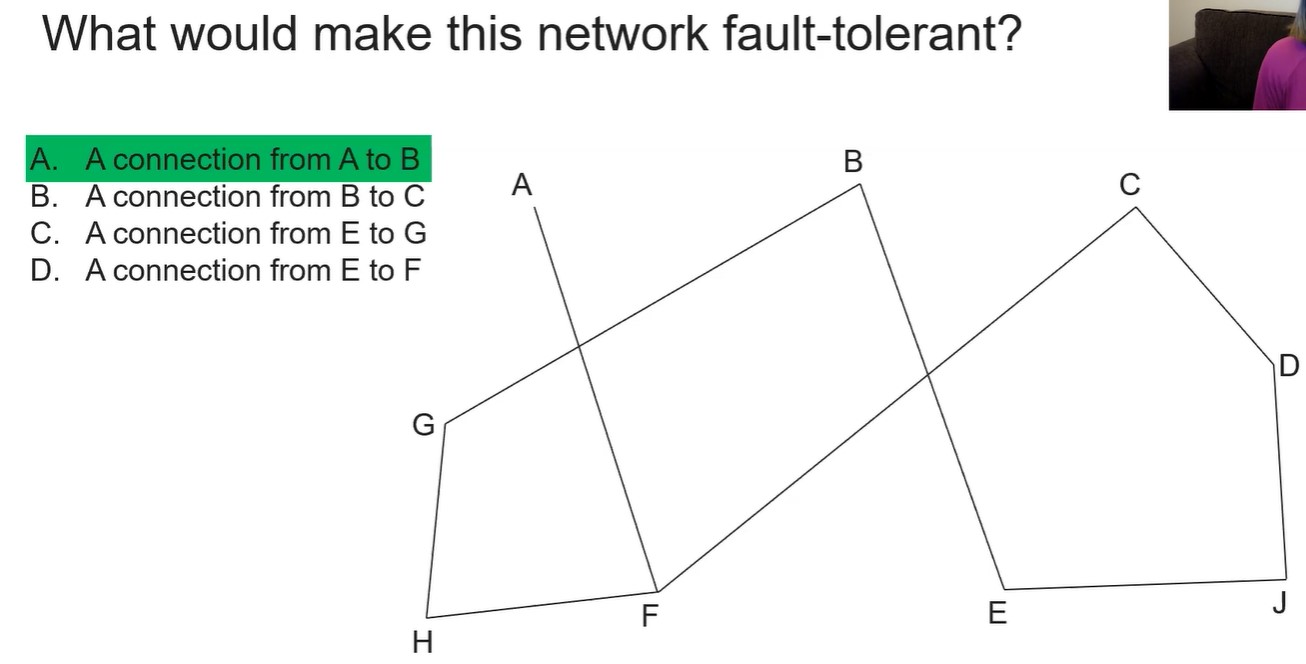 What would make this network fault-tolerant?
A. A connection from A to B
B. A connection from B to C
C. A connection from E to G
D. A connection from E to F
A
B
C
D
G
H
F
E
J